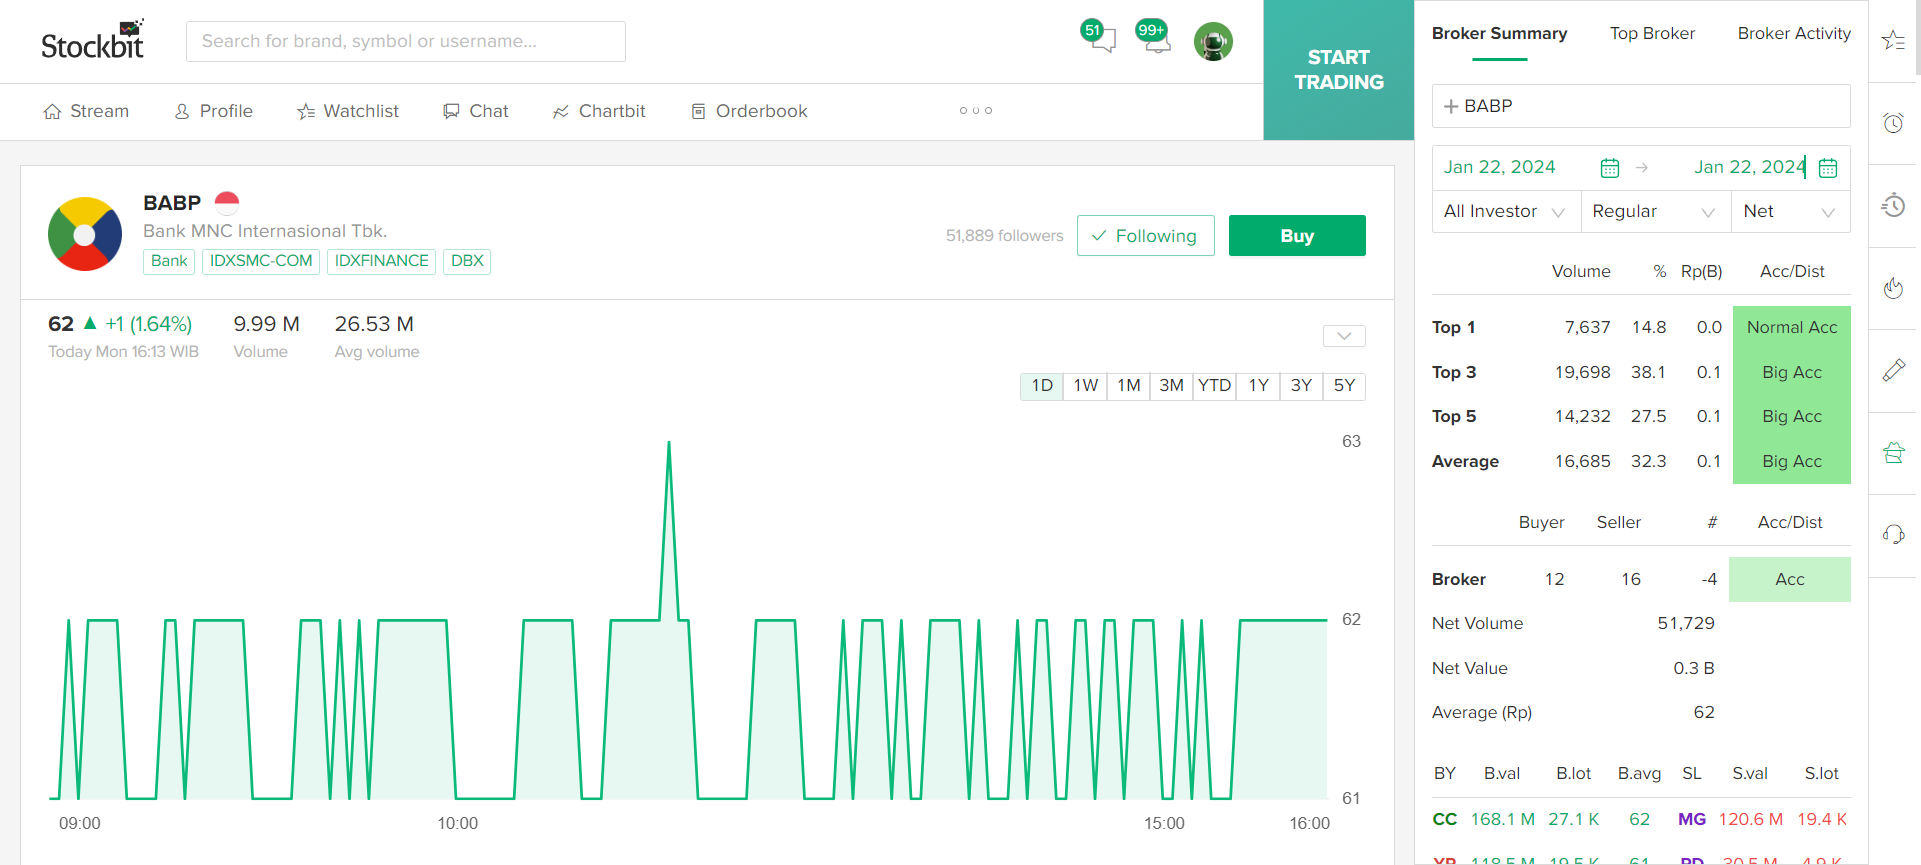 Stockbit
Search for brand, symbol or username...
51
99+
START
TRADING
Stream
Profile
Watchlist
Chat
Chartbit
Orderbook
BABP
Bank MNC Internasional Tbk.
Bank
IDXSMC-COM
IDXFINANCE
DBX
51,889 followers
Following
Buy
62 ▲ +1 (1.64%)
Today Mon 16:13 WIB
9.99 M
Volume
26.53 M
Avg volume
1D 1W 1M 3M YTD 1Y 3Y 5Y
63
62
61
09:00 10:00 15:00 16:00
Broker Summary Top Broker Broker Activity
+ BABP
Jan 22, 2024 → Jan 22, 2024
All Investor Regular Net
Volume % Rp(B) Acc/Dist
Top 1 7,637 14.8 0.0 Normal Acc
Top 3 19,698 38.1 0.1 Big Acc
Top 5 14,232 27.5 0.1 Big Acc
Average 16,685 32.3 0.1 Big Acc
Buyer Seller # Acc/Dist
Broker 12 16 -4 Acc
Net Volume 51,729
Net Value 0.3 B
Average (Rp) 62
BY B.val B.lot B.avg SL S.val S.lot
CC 168.1 M 27.1 K 62 MG 120.6 M 19.4 K